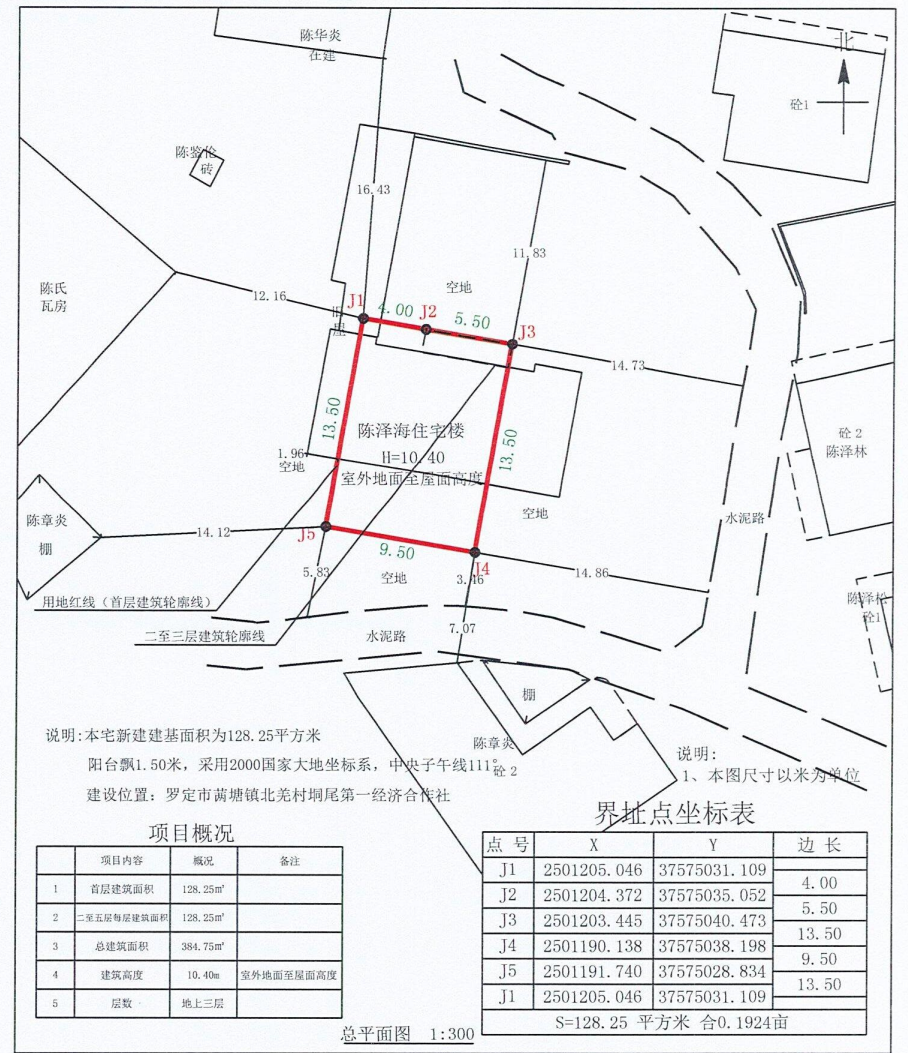 陈华炎
在建
北
砼1
陈鉴伦
砖
16.43
11.83
陈氏
瓦房
空地
12.16
J1
4.00
J2
5.50
J3
旧
屋
14.73
13.50
陈泽海住宅楼
H=10.40
室外地面至屋面高度
13.50
1.96
空地
砼 2
陈泽林
空地
水泥路
陈章炎
棚
14.12
J5
9.50
J4
5.83
空地
3.46
14.86
用地红线（首层建筑轮廓线）
陈泽松
砼1
7.07
二至三层建筑轮廓线
水泥路
棚
说明:本宅新建建基面积为128.25平方米
阳台飘1.50米，采用2000国家大地坐标系，中央子午线111°
建设位置：罗定市䓣塘镇北羌村垌尾第一经济合作社
陈章炎
砼 2
说明:
1、本图尺寸以米为单位
项目概况
项目内容 概况 备注
1 首层建筑面积 128.25㎡
2 二至五层每层建筑面积 128.25㎡
3 总建筑面积 384.75㎡
4 建筑高度 10.40m 室外地面至屋面高度
5 层数 地上三层
界址点坐标表
点 号 X Y 边 长
J1 2501205.046 37575031.109
4.00
J2 2501204.372 37575035.052
5.50
J3 2501203.445 37575040.473
13.50
J4 2501190.138 37575038.198
9.50
J5 2501191.740 37575028.834
13.50
J1 2501205.046 37575031.109
S=128.25 平方米 合0.1924亩
总平面图 1:300